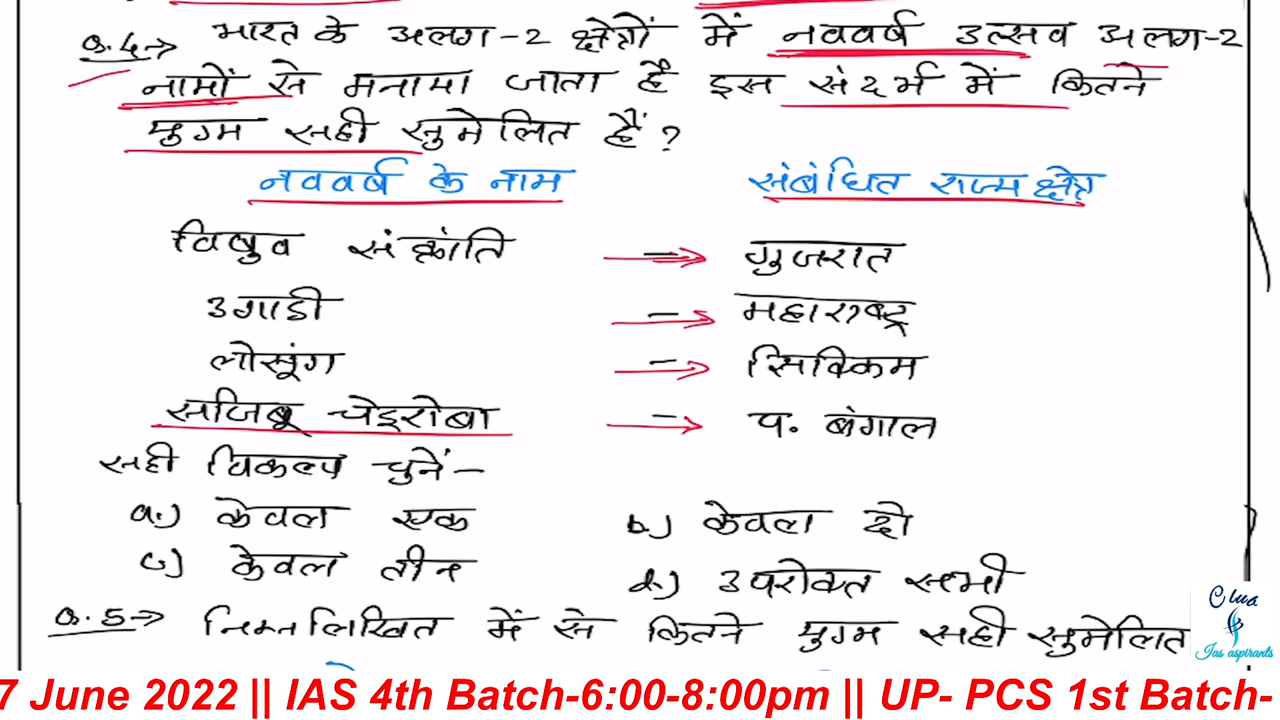 Q.4→ भारत के अलग-2 क्षेत्रों में नववर्ष उत्सव अलग-2
नामों से मनाया जाता है इस संदर्भ में कितने
युग्म सही सुमेलित हैं?
नववर्ष के नाम संबंधित राज्य क्षेत्र
विषुव संक्रांति - गुजरात
उगाडी - महाराष्ट्र
लोसूंग - सिक्किम
सजिबू चेइरोबा - प. बंगाल
सही विकल्प चुनें-
a.) केवल एक b.) केवल दो
c) केवल तीन d.) उपरोक्त सभी
Q.5→ निम्नलिखित में से कितने युग्म सही सुमेलित
Clue
Ias aspirants
7 June 2022 || IAS 4th Batch-6:00-8:00pm || UP- PCS 1st Batch-